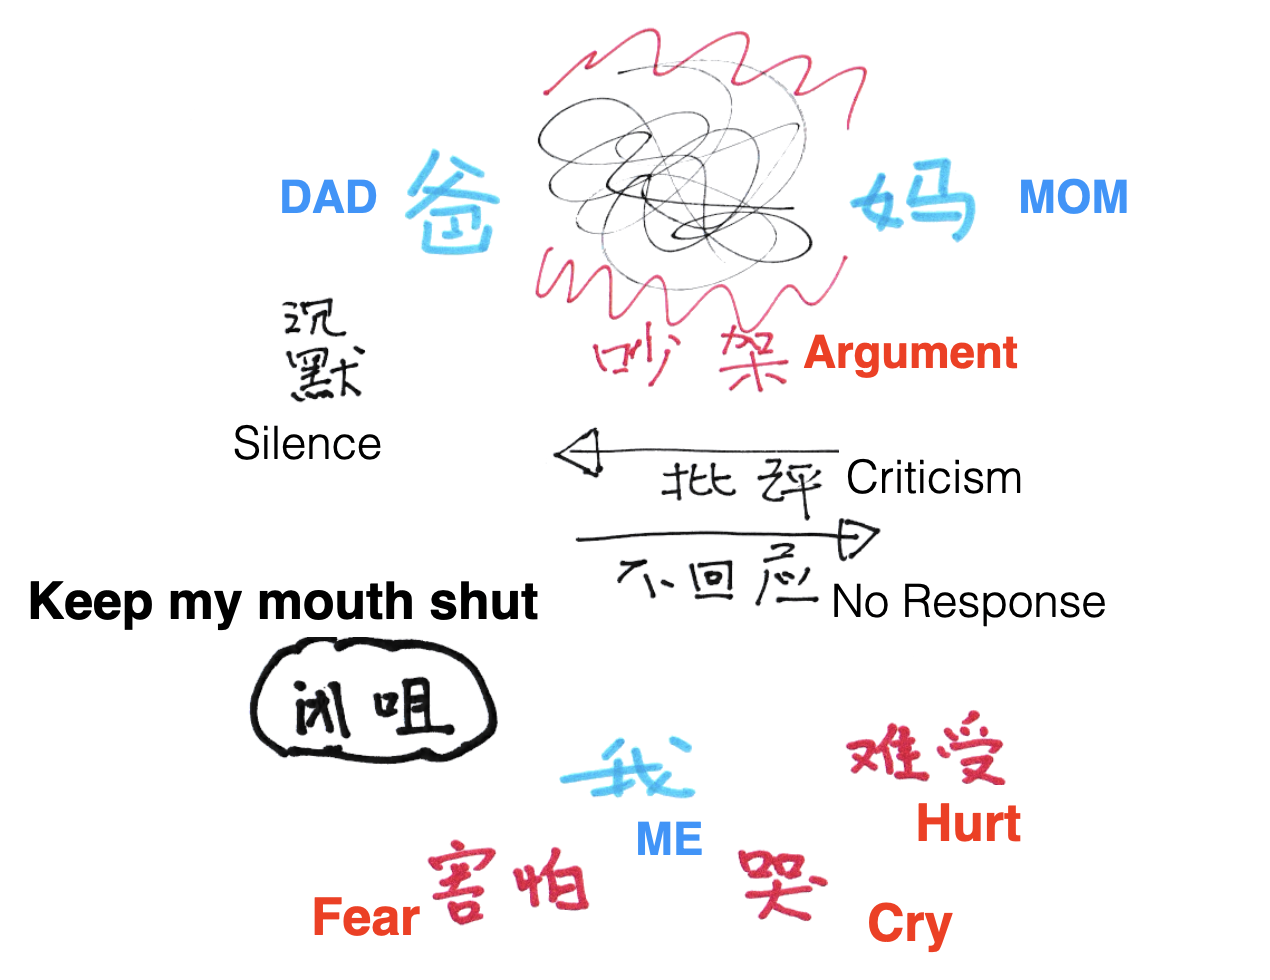 DAD 爸 妈 MOM
沉
默
吵架 Argument
Silence
批评 Criticism
不回应 No Response
Keep my mouth shut
闭咀
我
难受
ME
Hurt
害怕
哭
Fear
Cry